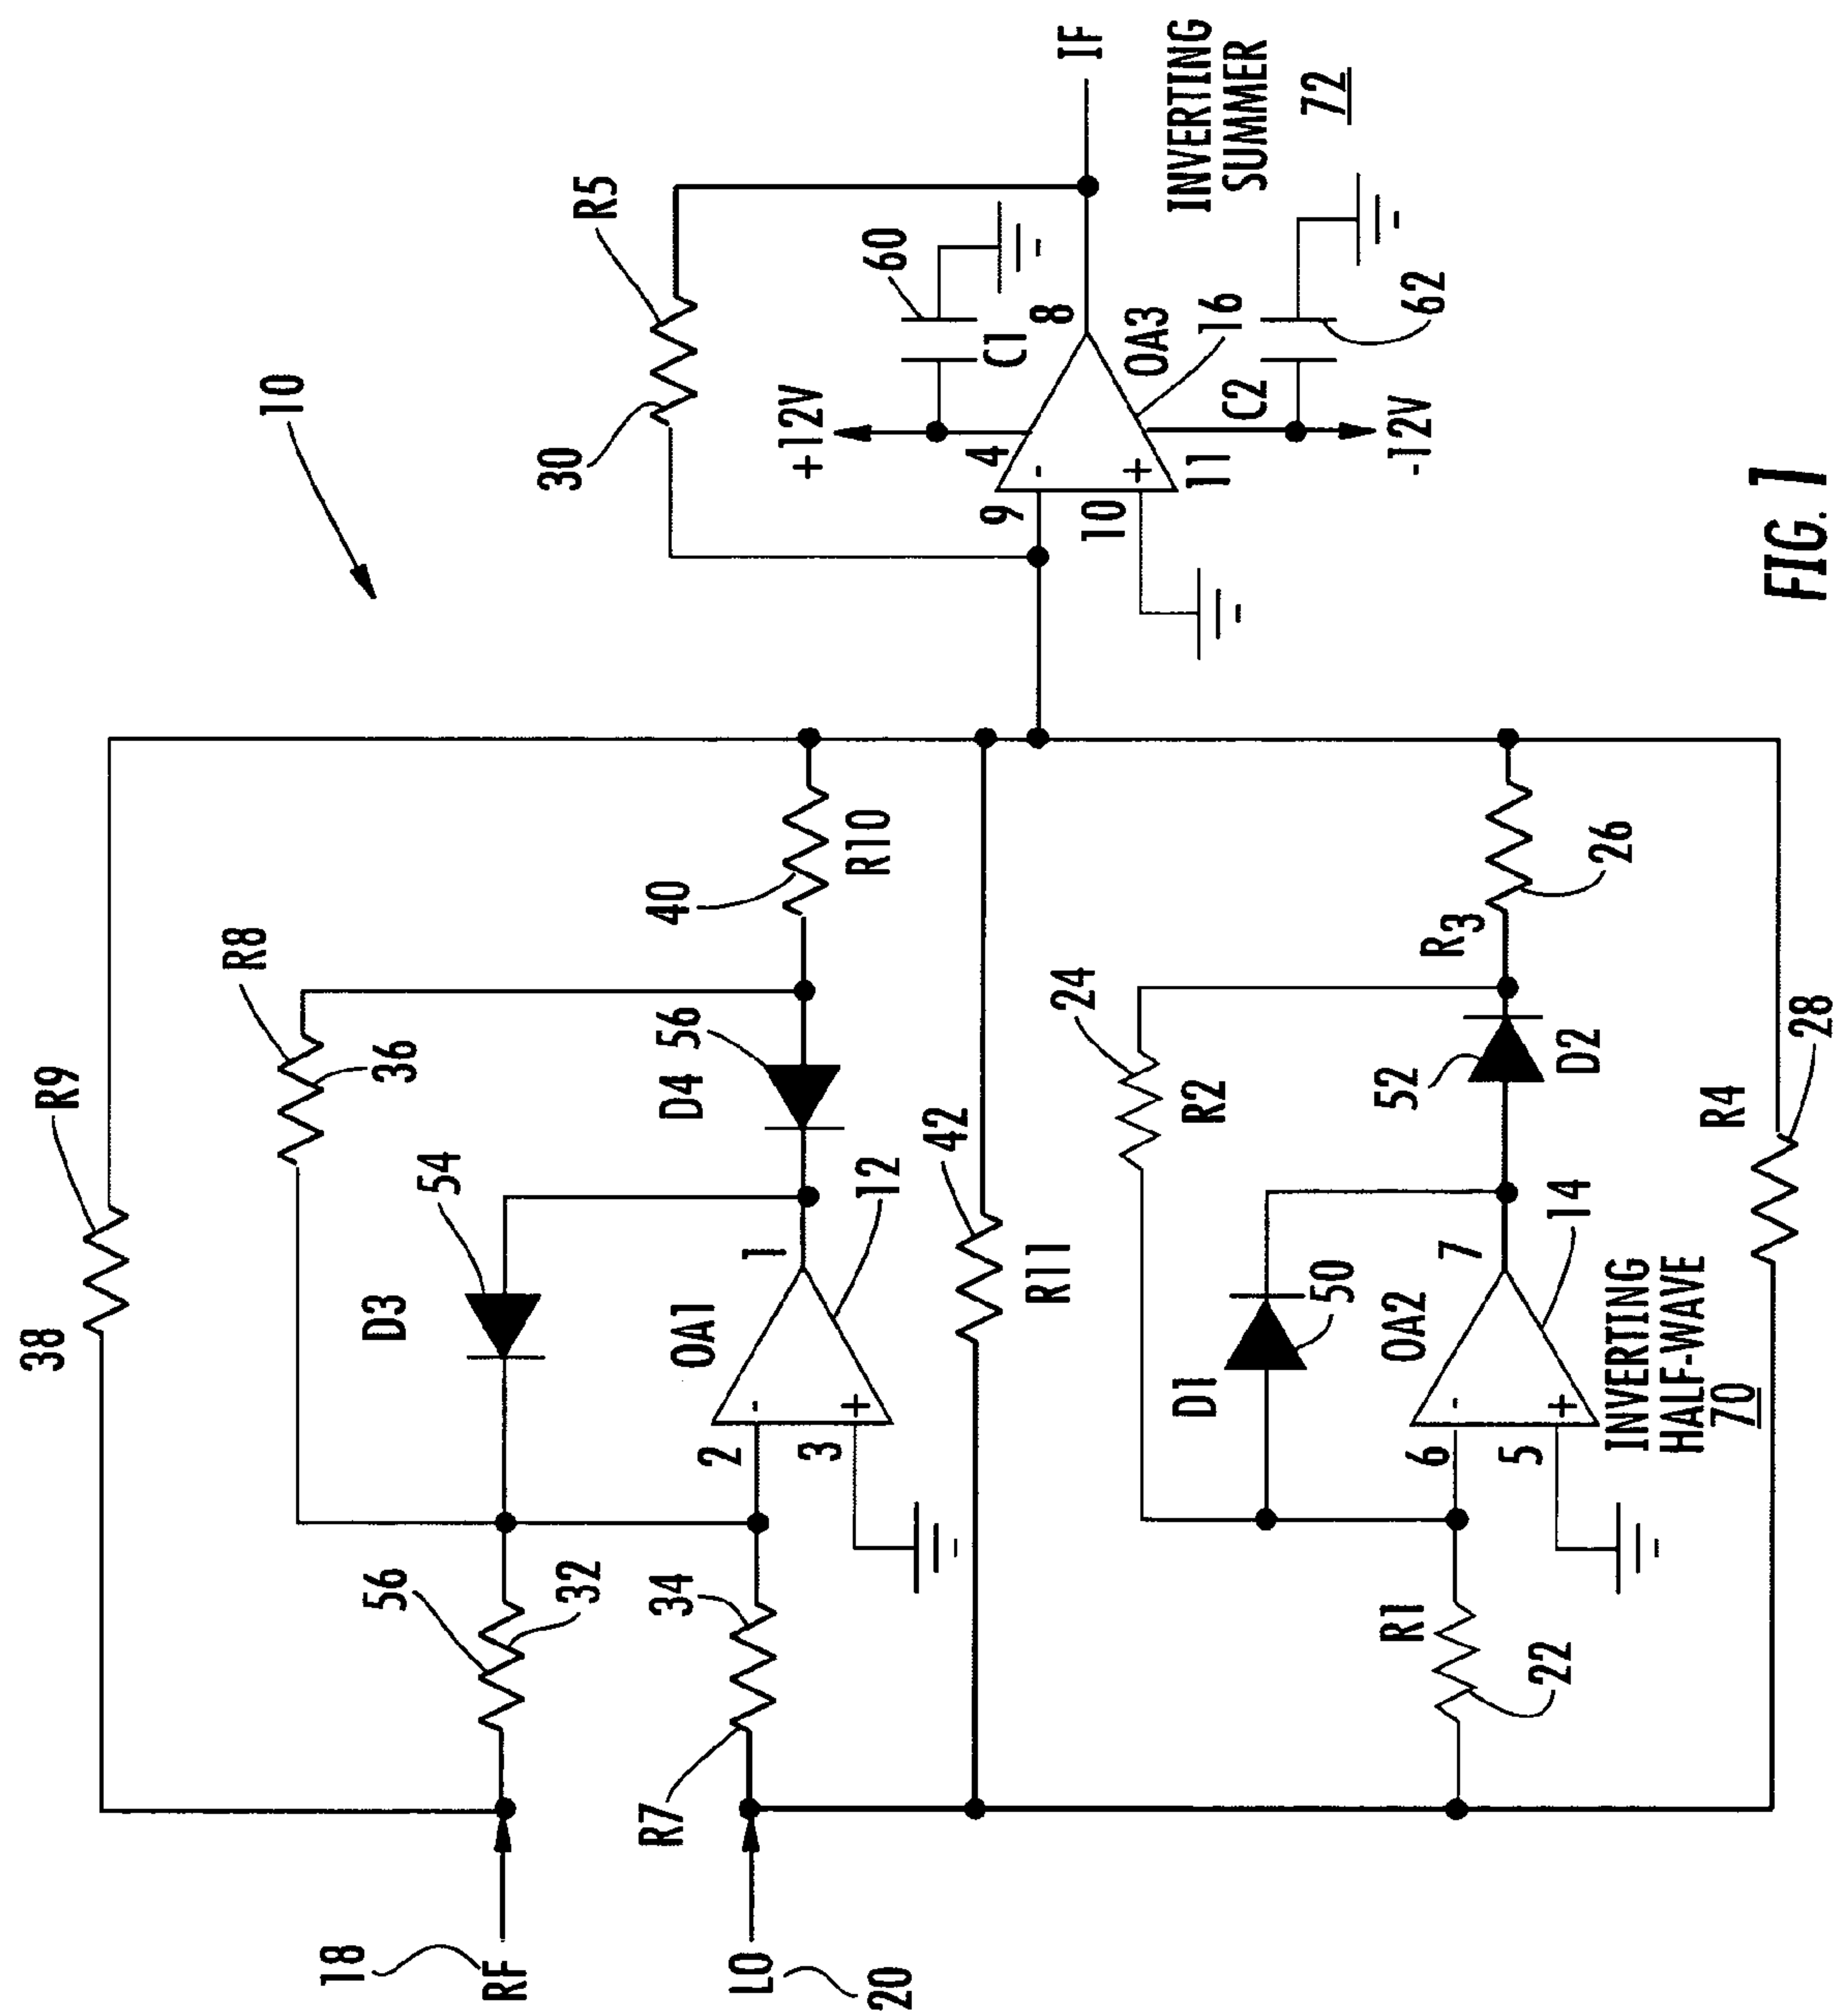 10
R9
38
R8
36
R5
30
54
D3
56
32
D4
56
40
R10
+12V
60
C1
4
9
8
IF
10
11
OA3
16
C2
62
-12V
INVERTING
SUMMER
72
18
RF
34
R7
2
3
1
OA1
12
LO
20
42
R11
24
R2
D1
50
R3
26
52
D2
R1
22
6
5
7
OA2
14
INVERTING
HALF-WAVE
70
R4
28
FIG. 1